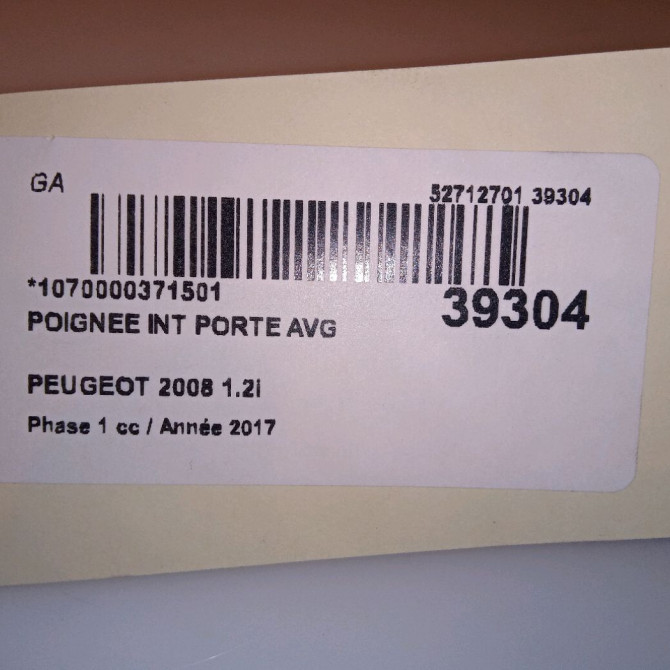 GA
52712701 39304
*1070000371501
39304
POIGNEE INT PORTE AVG
PEUGEOT 2008 1.2i
Phase 1 cc / Année 2017